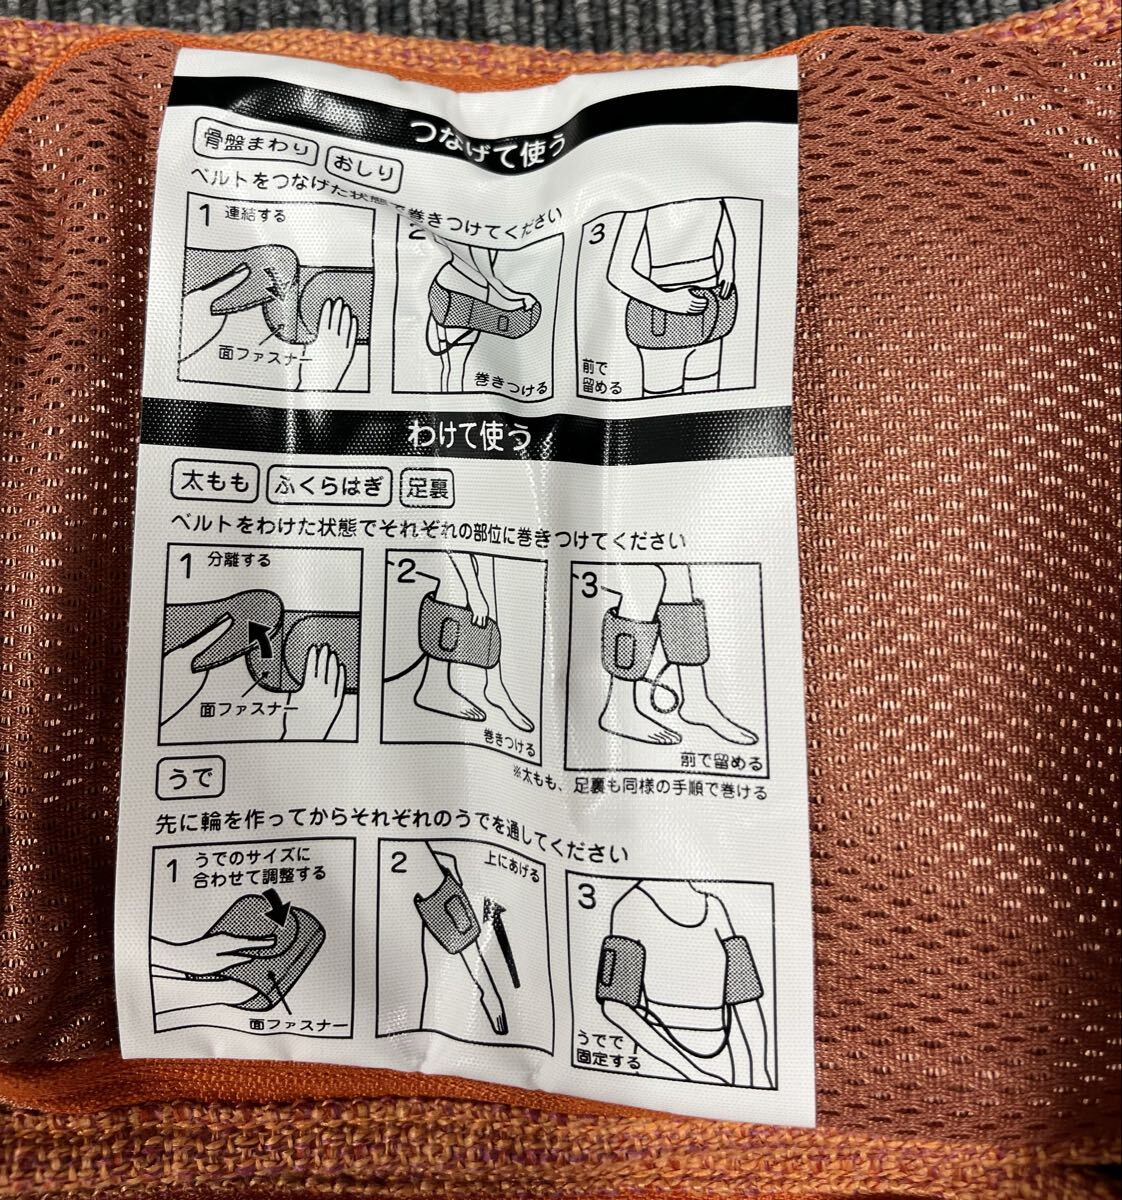 つなげて使う
骨盤まわり おしり
ベルトをつなげた状態で巻きつけてください
1 連結する
面ファスナー
2
巻きつける
3
前で
留める
わけて使う
太もも ふくらはぎ 足裏
ベルトをわけた状態でそれぞれの部位に巻きつけてください
1 分離する
面ファスナー
2
巻きつける
3
前で留める
※太もも、足裏も同様の手順で巻ける
うで
先に輪を作ってからそれぞれのうでを通してください
1 うでのサイズに
合わせて調整する
面ファスナー
2 上にあげる
3
うでで
固定する